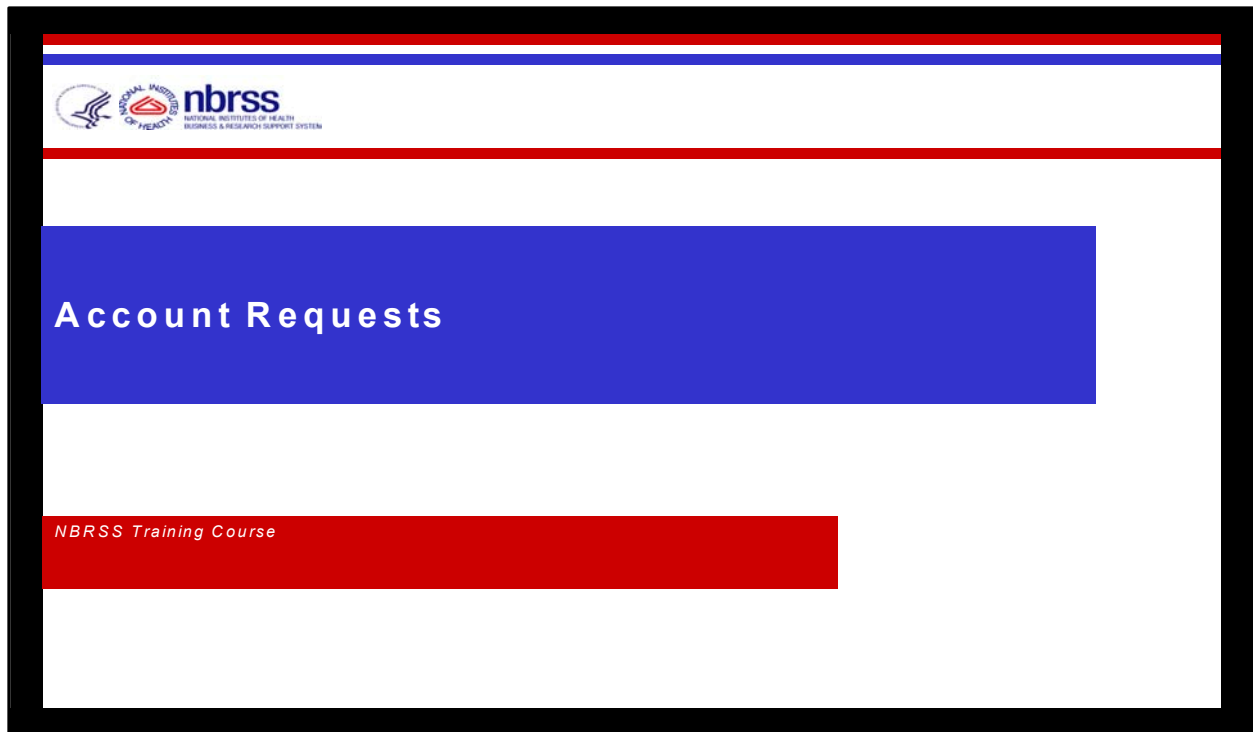 NATIONAL INSTITUTES
OF HEALTH
nbrss
NATIONAL INSTITUTES OF HEALTH
BUSINESS & RESEARCH SUPPORT SYSTEM
Account Requests
NBRSS Training Course